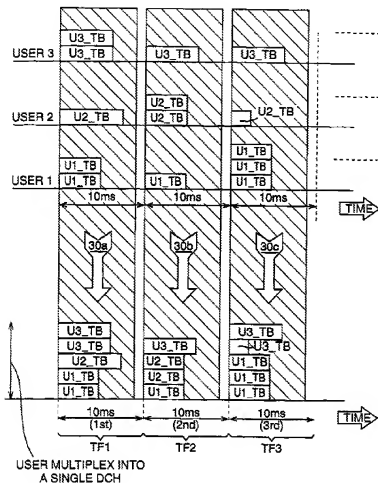 U3_TB
USER 3 U3_TB U3_TB U3_TB
U2_TB
USER 2 U2_TB U2_TB U2_TB
U1_TB
U1_TB U1_TB
USER 1 U1_TB U1_TB U1_TB
10ms 10ms 10ms
TIME
30a 30b 30c
U3_TB U3_TB
U3_TB U3_TB U3_TB
U2_TB U2_TB U1_TB
U1_TB U2_TB U1_TB
U1_TB U1_TB U1_TB
10ms 10ms 10ms
TIME
(1st) (2nd) (3rd)
TF1 TF2 TF3
USER MULTIPLEX INTO
A SINGLE DCH